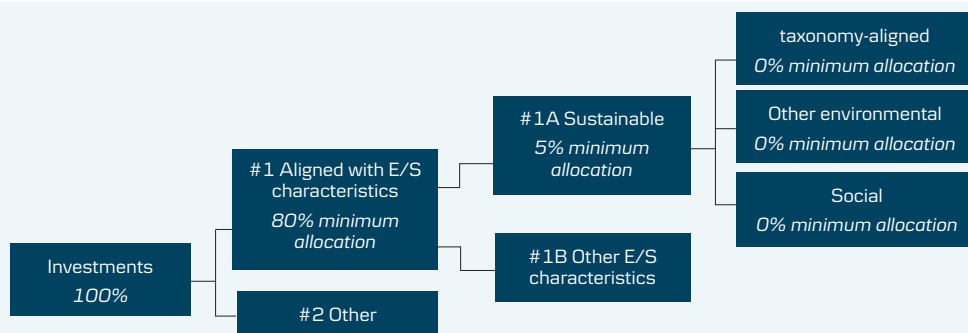 Investments
100%
#1 Aligned with E/S
characteristics
80% minimum
allocation
#2 Other
#1A Sustainable
5% minimum
allocation
#1B Other E/S
characteristics
taxonomy-aligned
0% minimum allocation
Other environmental
0% minimum allocation
Social
0% minimum allocation